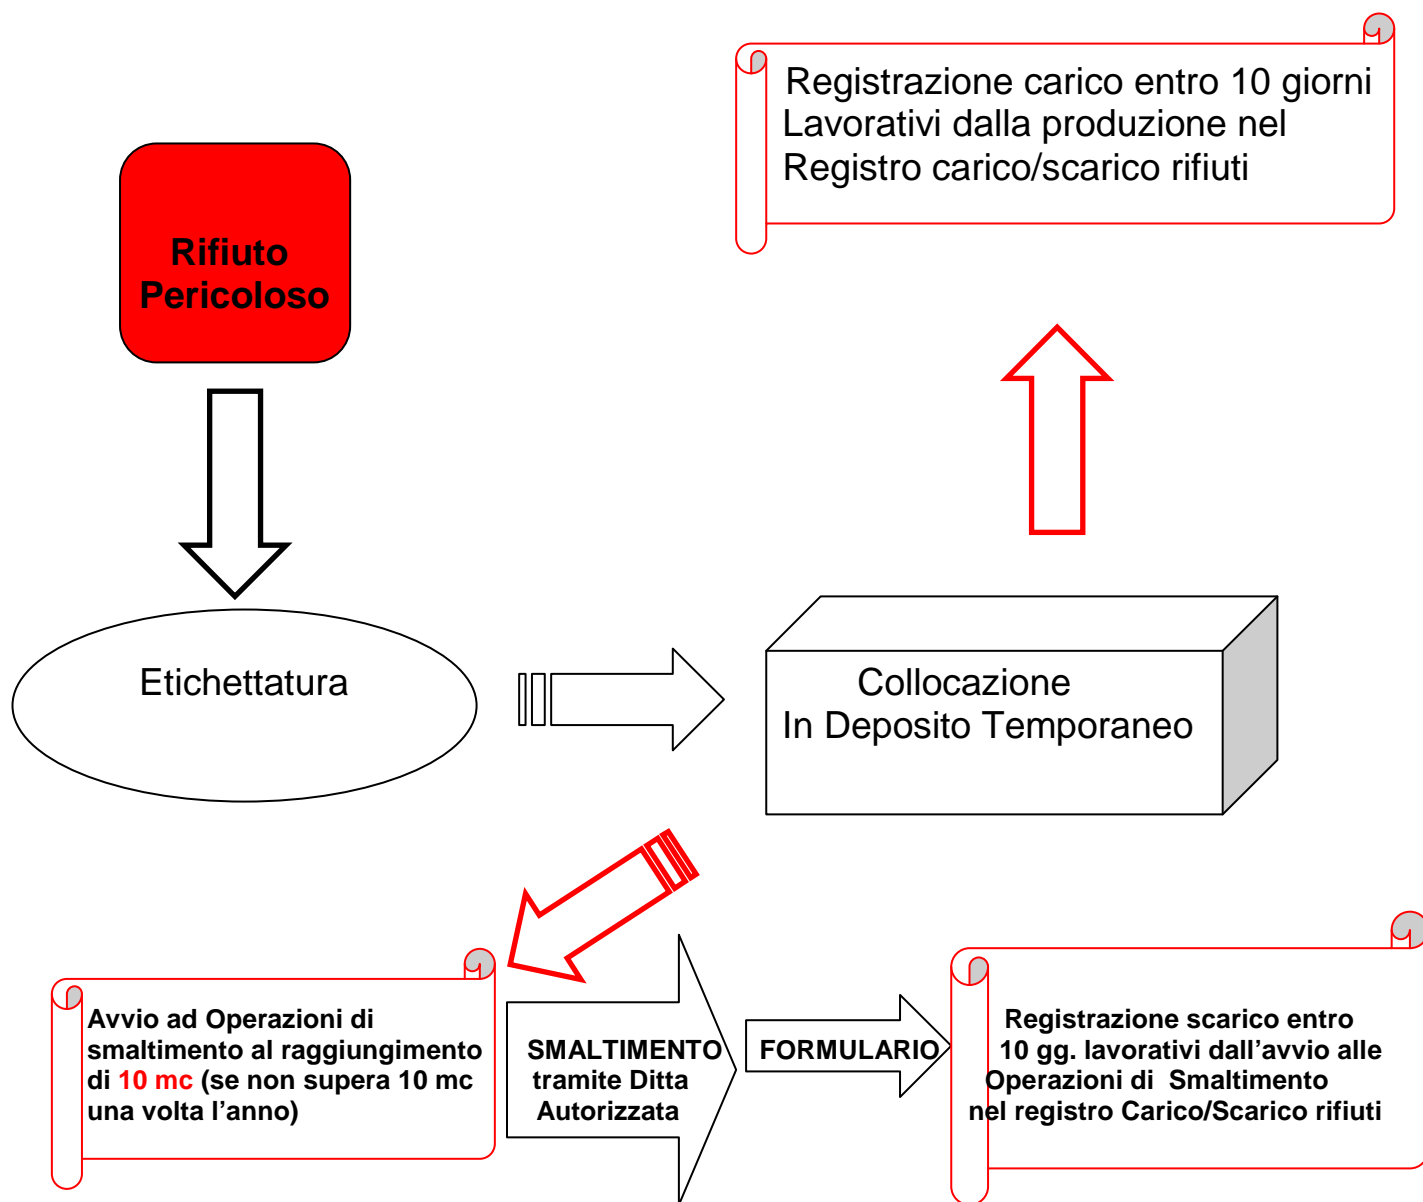 Registrazione carico entro 10 giorni
Lavorativi dalla produzione nel
Registro carico/scarico rifiuti
Rifiuto
Pericoloso
Etichettatura
Collocazione
In Deposito Temporaneo
Avvio ad Operazioni di
smaltimento al raggiungimento
di 10 mc (se non supera 10 mc
una volta l’anno)
SMALTIMENTO
tramite Ditta
Autorizzata
FORMULARIO
Registrazione scarico entro
10 gg. lavorativi dall’avvio alle
Operazioni di Smaltimento
nel registro Carico/Scarico rifiuti